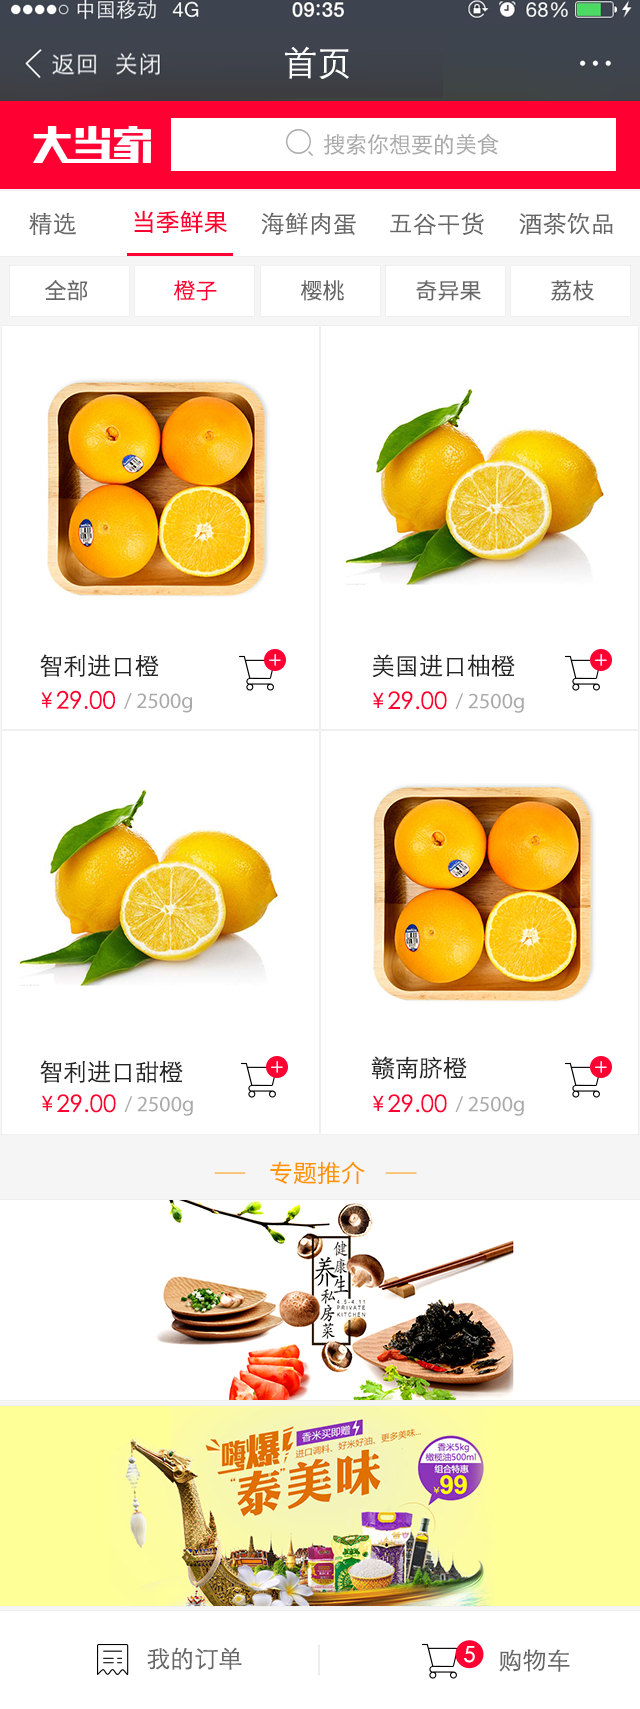 中国移动 4G 09:35 68%
返回 关闭 首页
大当家 搜索你想要的美食
精选 当季鲜果 海鲜肉蛋 五谷干货 酒茶饮品
全部 橙子 樱桃 奇异果 荔枝
智利进口橙
¥29.00 / 2500g
美国进口柚橙
¥29.00 / 2500g
智利进口甜橙
¥29.00 / 2500g
赣南脐橙
¥29.00 / 2500g
专题推介
健康生
养私房菜
4.5-4.11
PRIVATE
KITCHEN
香米买即赠
进口调料、好米好油、更多美味...
嗨爆
“泰”美味
香米5kg
橄榄油500ml
组合特惠
¥99
我的订单 5 购物车